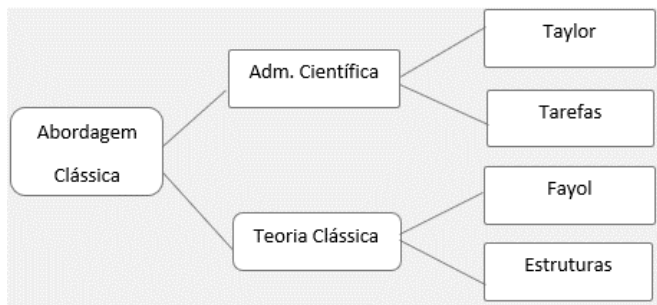 Abordagem
Clássica
Adm. Científica
Taylor
Tarefas
Teoria Clássica
Fayol
Estruturas